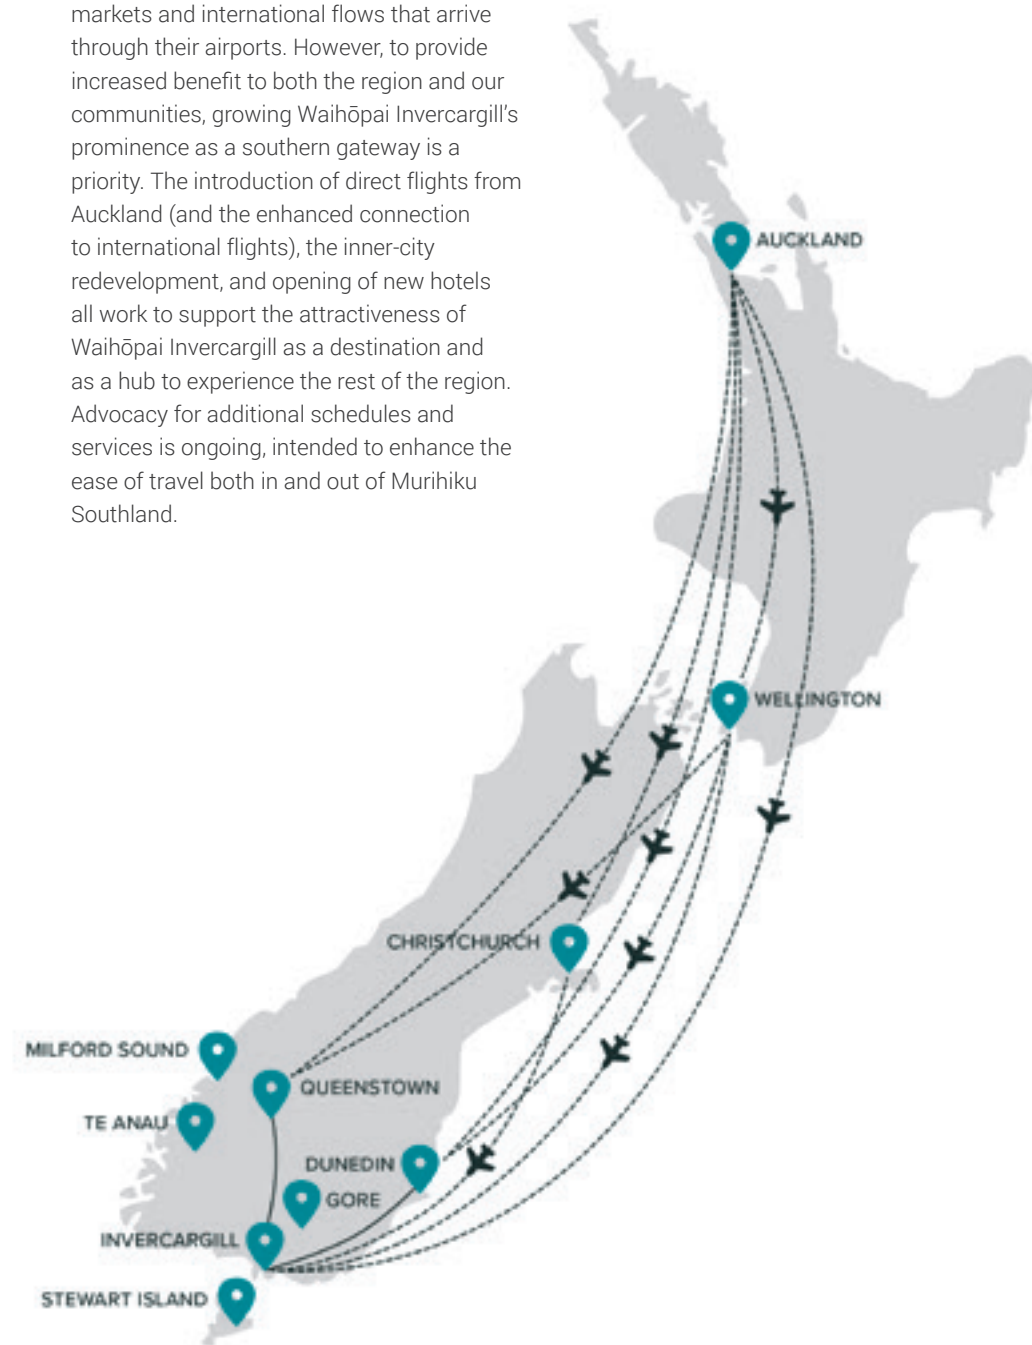 markets and international flows that arrive
through their airports. However, to provide
increased benefit to both the region and our
communities, growing Waihōpai Invercargill’s
prominence as a southern gateway is a
priority. The introduction of direct flights from
Auckland (and the enhanced connection
to international flights), the inner-city
redevelopment, and opening of new hotels
all work to support the attractiveness of
Waihōpai Invercargill as a destination and
as a hub to experience the rest of the region.
Advocacy for additional schedules and
services is ongoing, intended to enhance the
ease of travel both in and out of Murihiku
Southland.
AUCKLAND
WELLINGTON
CHRISTCHURCH
MILFORD SOUND
QUEENSTOWN
TE ANAU
DUNEDIN
GORE
INVERCARGILL
STEWART ISLAND